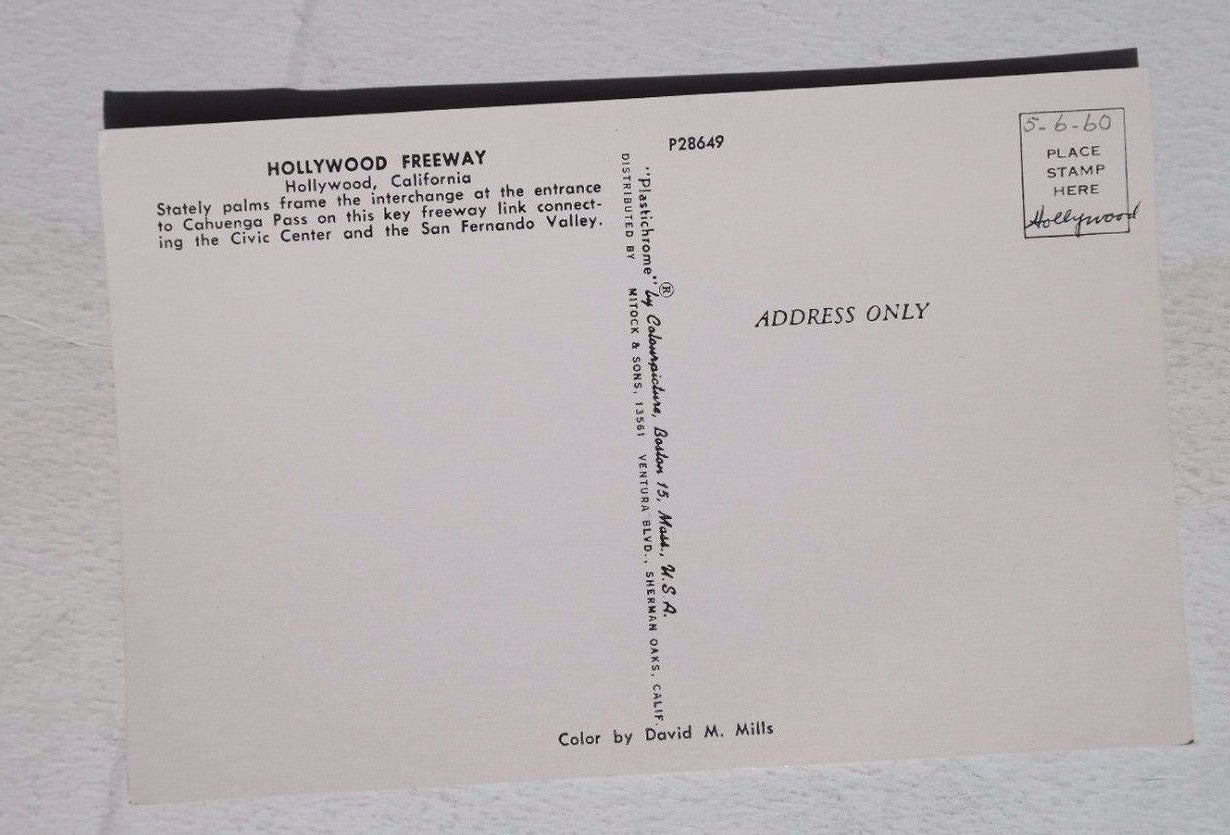 HOLLYWOOD FREEWAY
Hollywood, California
Stately palms frame the interchange at the entrance
to Cahuenga Pass on this key freeway link connect-
ing the Civic Center and the San Fernando Valley.
P28649
"Plastichrome"® by Colourpicture, Boston 15, Mass., U.S.A.
DISTRIBUTED BY MITOCK & SONS, 13561 VENTURA BLVD., SHERMAN OAKS, CALIF.
5-6-60
PLACE
STAMP
HERE
Hollywood
ADDRESS ONLY
Color by David M. Mills